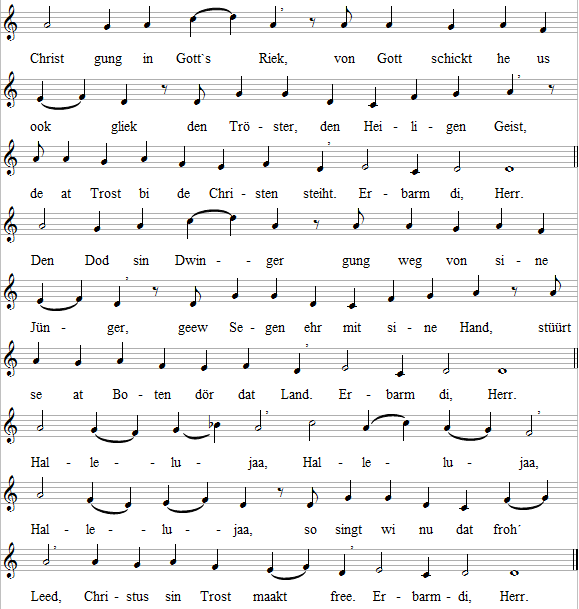 Christ gung in Gott`s Riek, von Gott schickt he us
ook gliek den Trö - ster, den Hei - li - gen Geist,
de at Trost bi de Chri - sten steiht. Er - barm di, Herr.
Den Dod sin Dwin - ger gung weg von si - ne
Jün - ger, geew Se - gen ehr mit si - ne Hand, stüürt
se at Bo - ten dör dat Land. Er - barm di, Herr.
Hal - le - lu - jaa, Hal - le - lu - jaa,
Hal - le - lu - jaa, so singt wi nu dat froh´
Leed, Chri - stus sin Trost maakt free. Er - barm - di, Herr.